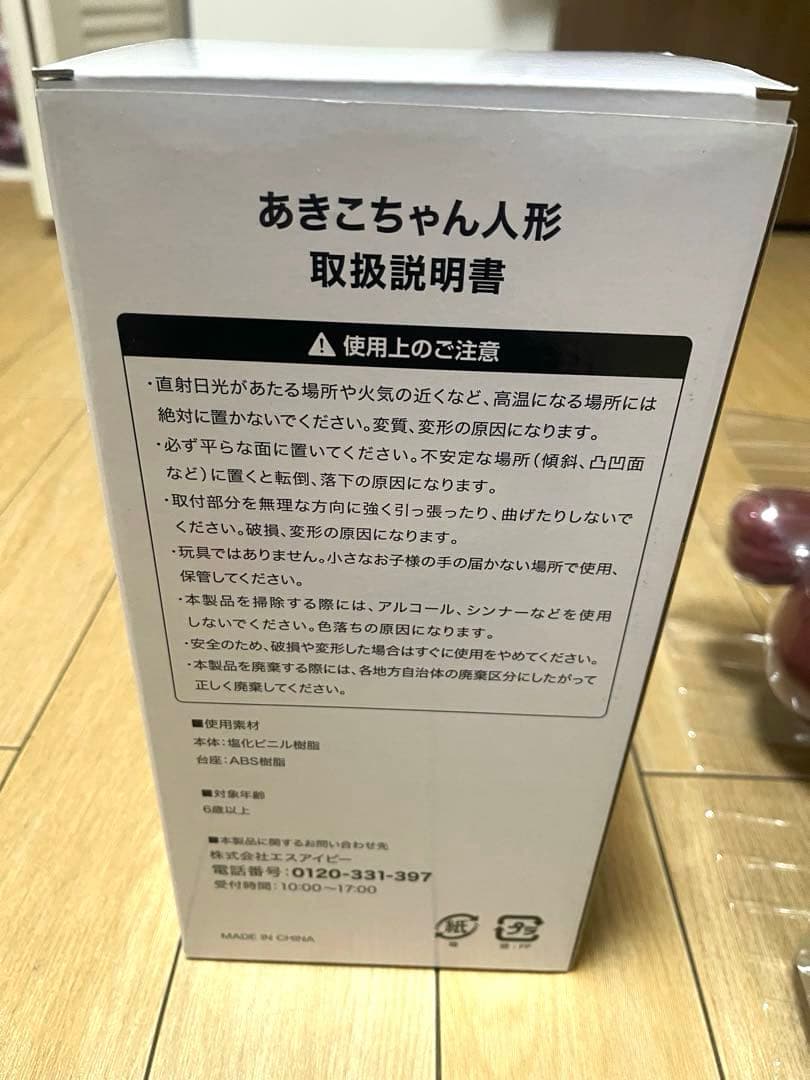 あきこちゃん人形
取扱説明書
使用上のご注意
・直射日光があたる場所や火気の近くなど、高温になる場所には
絶対に置かないでください。変質、変形の原因になります。
・必ず平らな面に置いてください。不安定な場所（傾斜、凸凹面
など）に置くと転倒、落下の原因になります。
・取付部分を無理な方向に強く引っ張ったり、曲げたりしないで
ください。破損、変形の原因になります。
・玩具ではありません。小さなお子様の手の届かない場所で使用、
保管してください。
・本製品を掃除する際には、アルコール、シンナーなどを使用
しないでください。色落ちの原因になります。
・安全のため、破損や変形した場合はすぐに使用をやめてください。
・本製品を廃棄する際には、各地方自治体の廃棄区分にしたがって
正しく廃棄してください。
■使用素材
本体：塩化ビニル樹脂
台座：ABS樹脂
■対象年齢
6歳以上
■本製品に関するお問い合わせ先
株式会社エスアイピー
電話番号：0120-331-397
受付時間：10:00〜17:00
MADE IN CHINA
紙
プラ